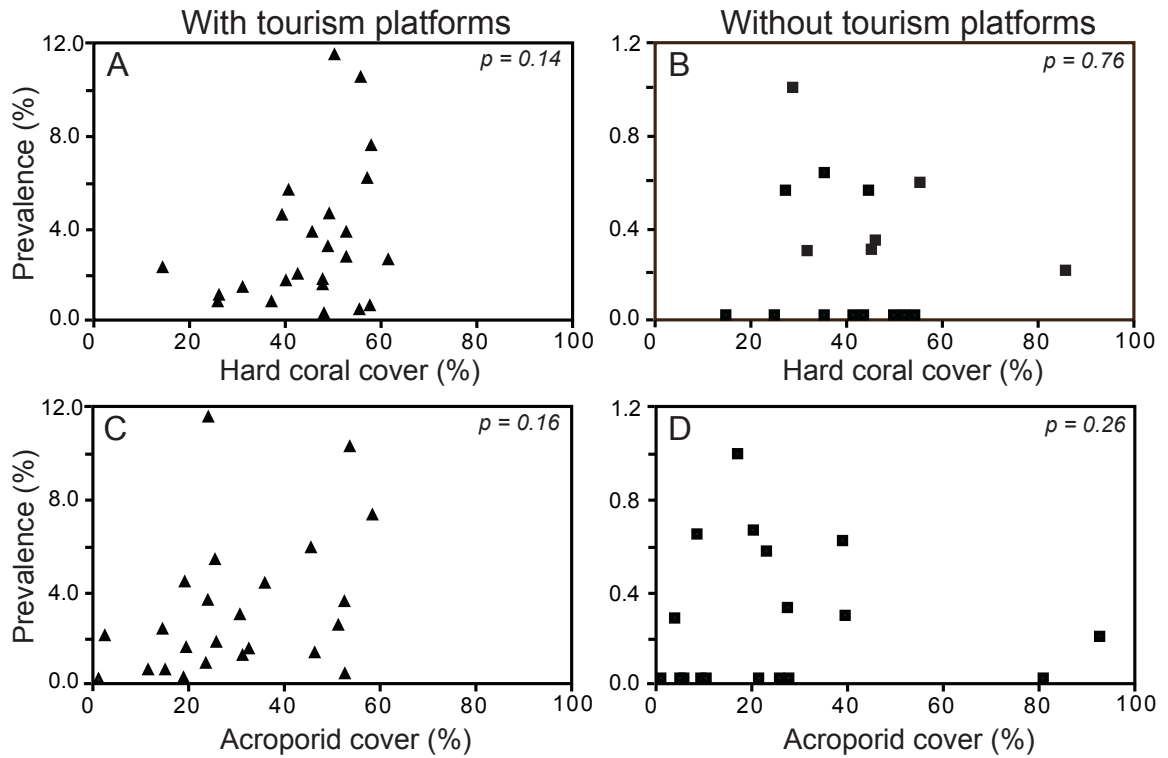 With tourism platforms
Without tourism platforms
A
p = 0.14
12.0
8.0
4.0
0.0
Prevalence (%)
0 20 40 60 80 100
Hard coral cover (%)
B
p = 0.76
1.2
0.8
0.4
0.0
0 20 40 60 80 100
Hard coral cover (%)
C
p = 0.16
12.0
8.0
4.0
0.0
Prevalence (%)
0 20 40 60 80 100
Acroporid cover (%)
D
p = 0.26
1.2
0.8
0.4
0.0
0 20 40 60 80 100
Acroporid cover (%)